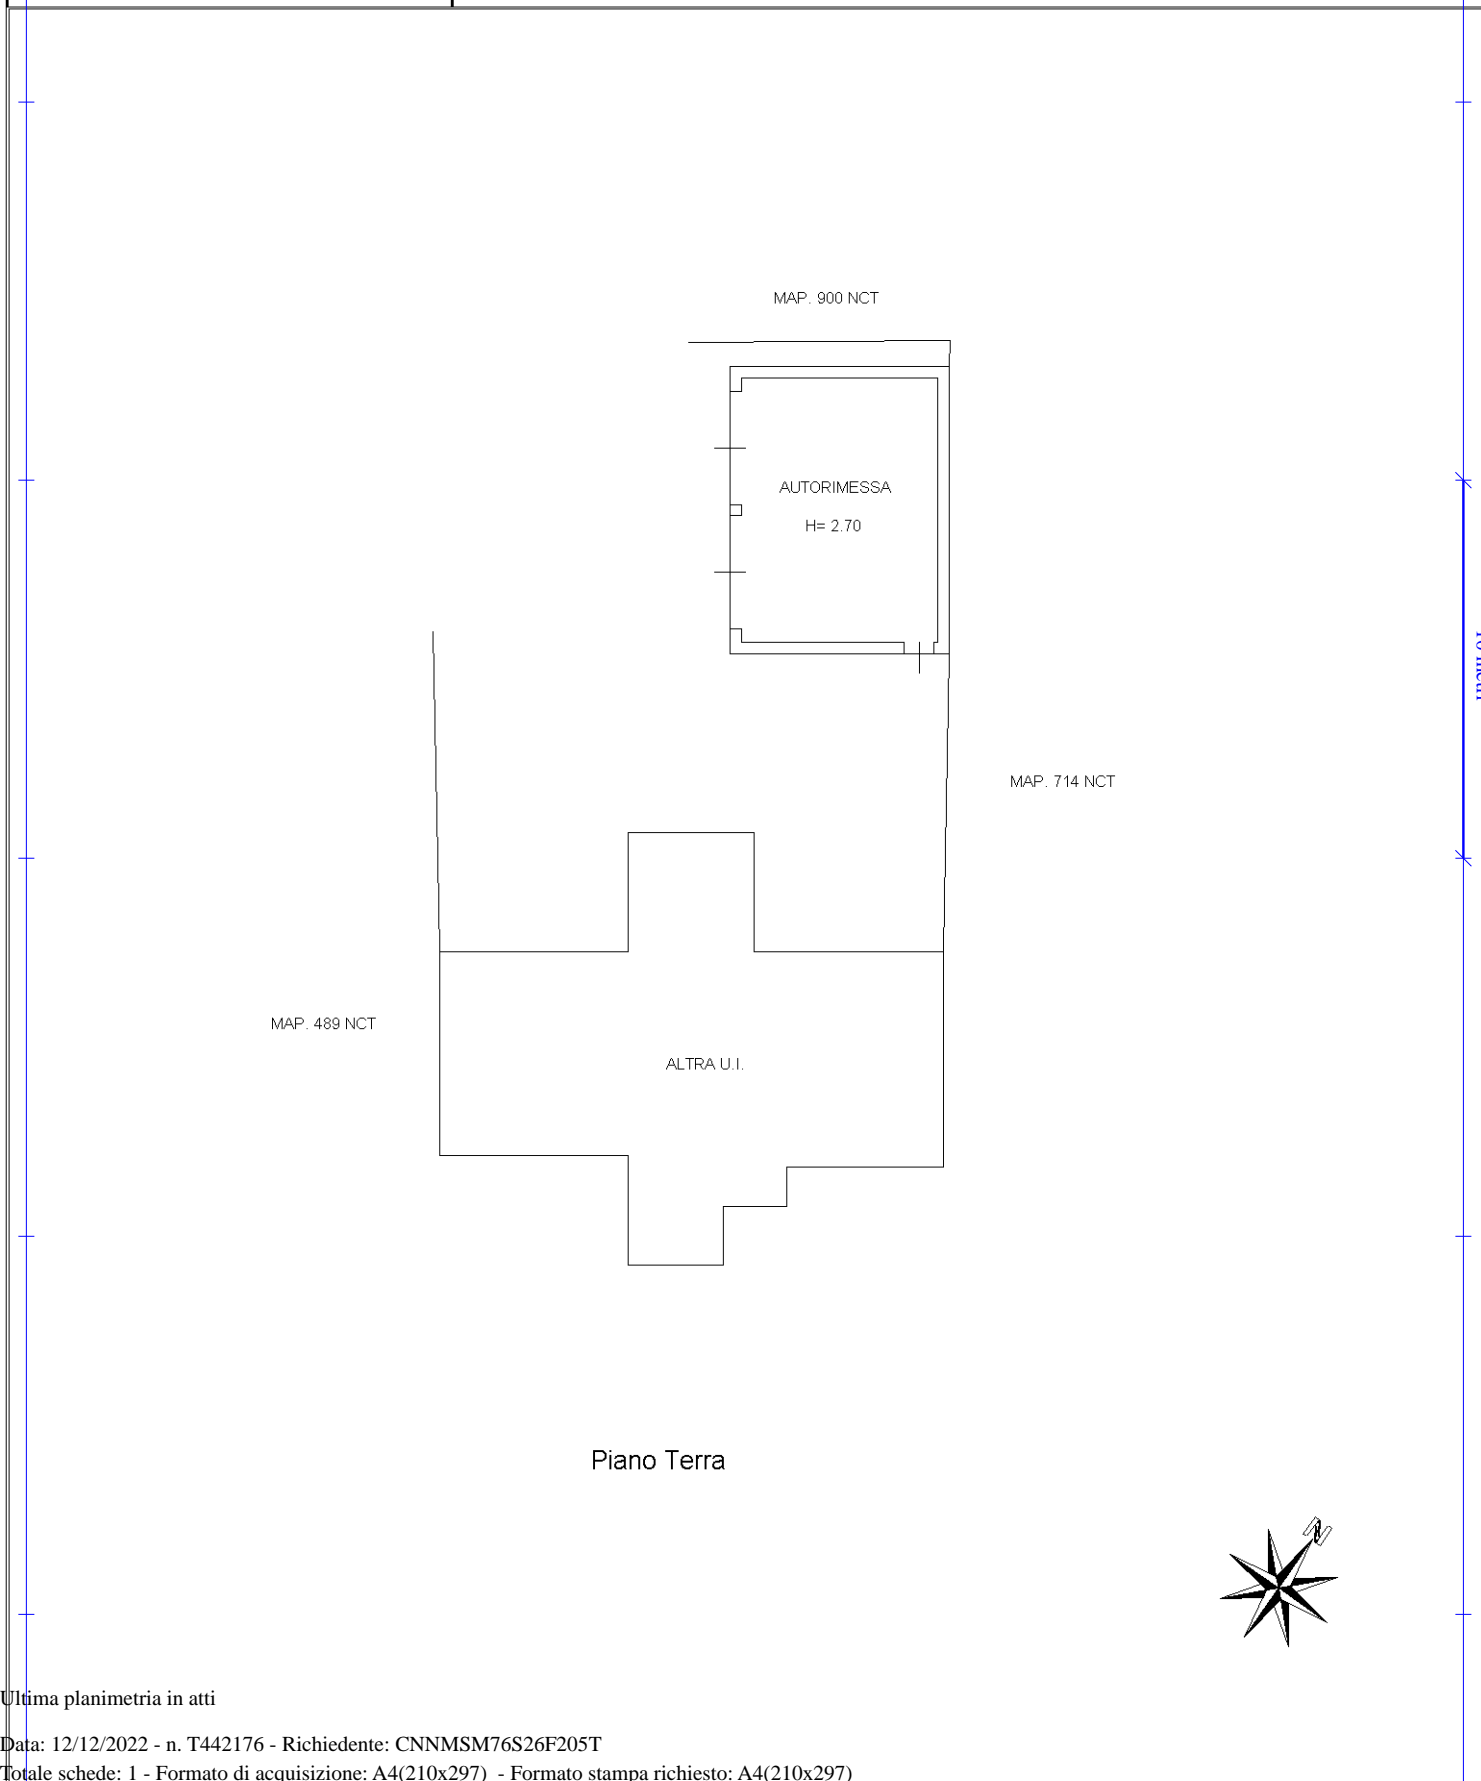 MAP. 900 NCT
AUTORIMESSA
H= 2.70
MAP. 714 NCT
MAP. 489 NCT
ALTRA U.I.
Piano Terra
N
Ultima planimetria in atti
Data: 12/12/2022 - n. T442176 - Richiedente: CNNMSM76S26F205T
Totale schede: 1 - Formato di acquisizione: A4(210x297) - Formato stampa richiesto: A4(210x297)